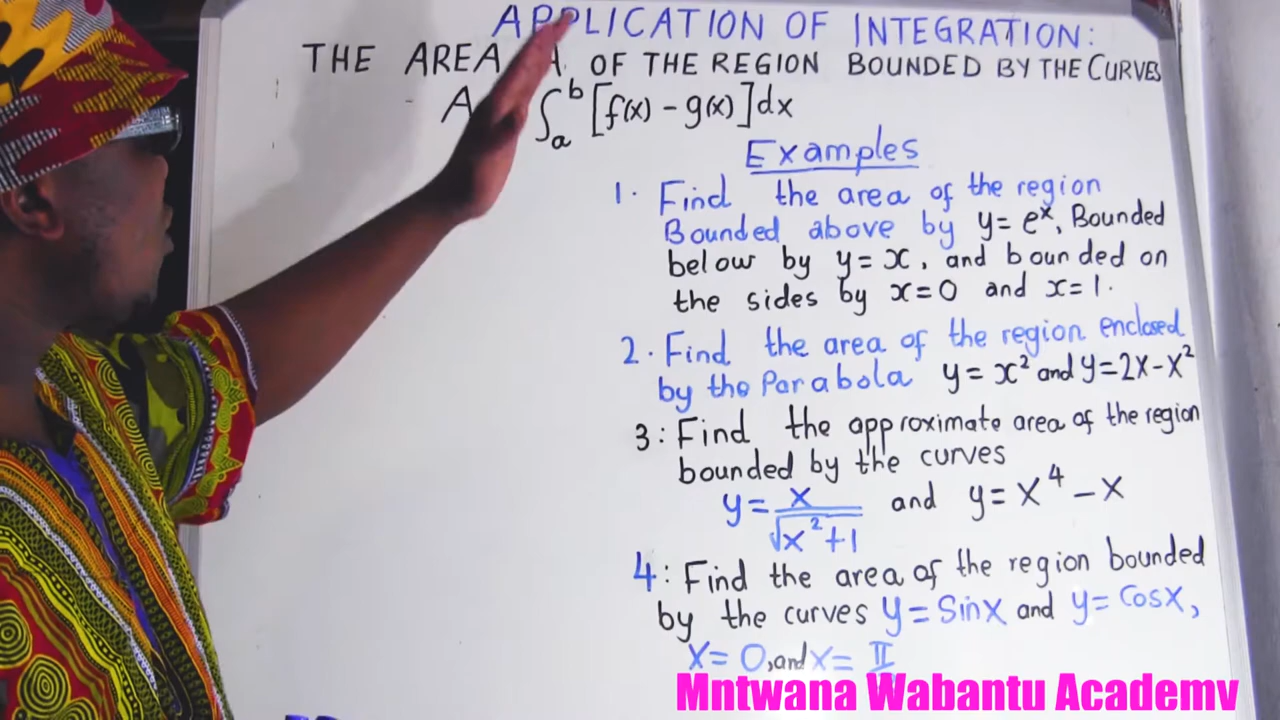 APPLICATION OF INTEGRATION:
THE AREA A OF THE REGION BOUNDED BY THE CURVES
A ∫ₐᵇ [f(x) - g(x)]dx
Examples
1. Find the area of the region
Bounded above by y = eˣ, Bounded
below by y = x, and bounded on
the sides by x = 0 and x = 1.
2. Find the area of the region enclosed
by the Parabola y = x² and y = 2x - x²
3: Find the approximate area of the region
bounded by the curves
y = x/√(x²+1) and y = x⁴ - x
4: Find the area of the region bounded
by the curves y = Sinx and y = Cosx,
x = 0, and x =
Mntwana Wabantu Academy